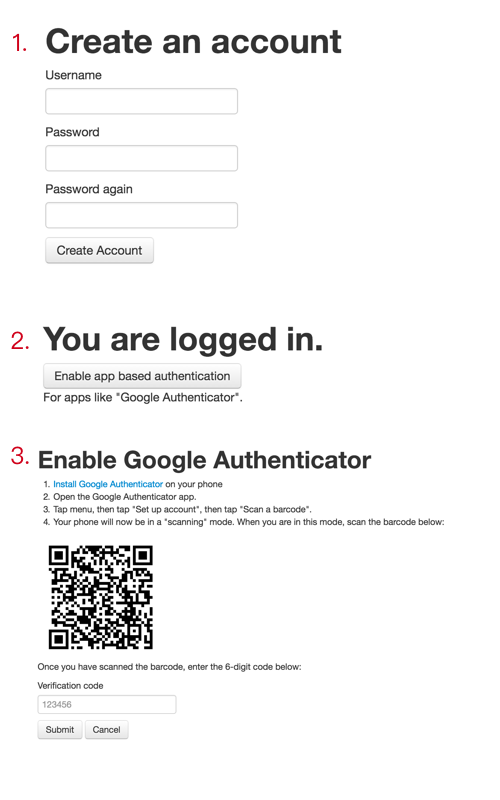 1. Create an account
Username
Password
Password again
Create Account
2. You are logged in.
Enable app based authentication
For apps like "Google Authenticator".
3. Enable Google Authenticator
1. Install Google Authenticator on your phone
2. Open the Google Authenticator app.
3. Tap menu, then tap "Set up account", then tap "Scan a barcode".
4. Your phone will now be in a "scanning" mode. When you are in this mode, scan the barcode below:
Once you have scanned the barcode, enter the 6-digit code below:
Verification code
123456
Submit Cancel